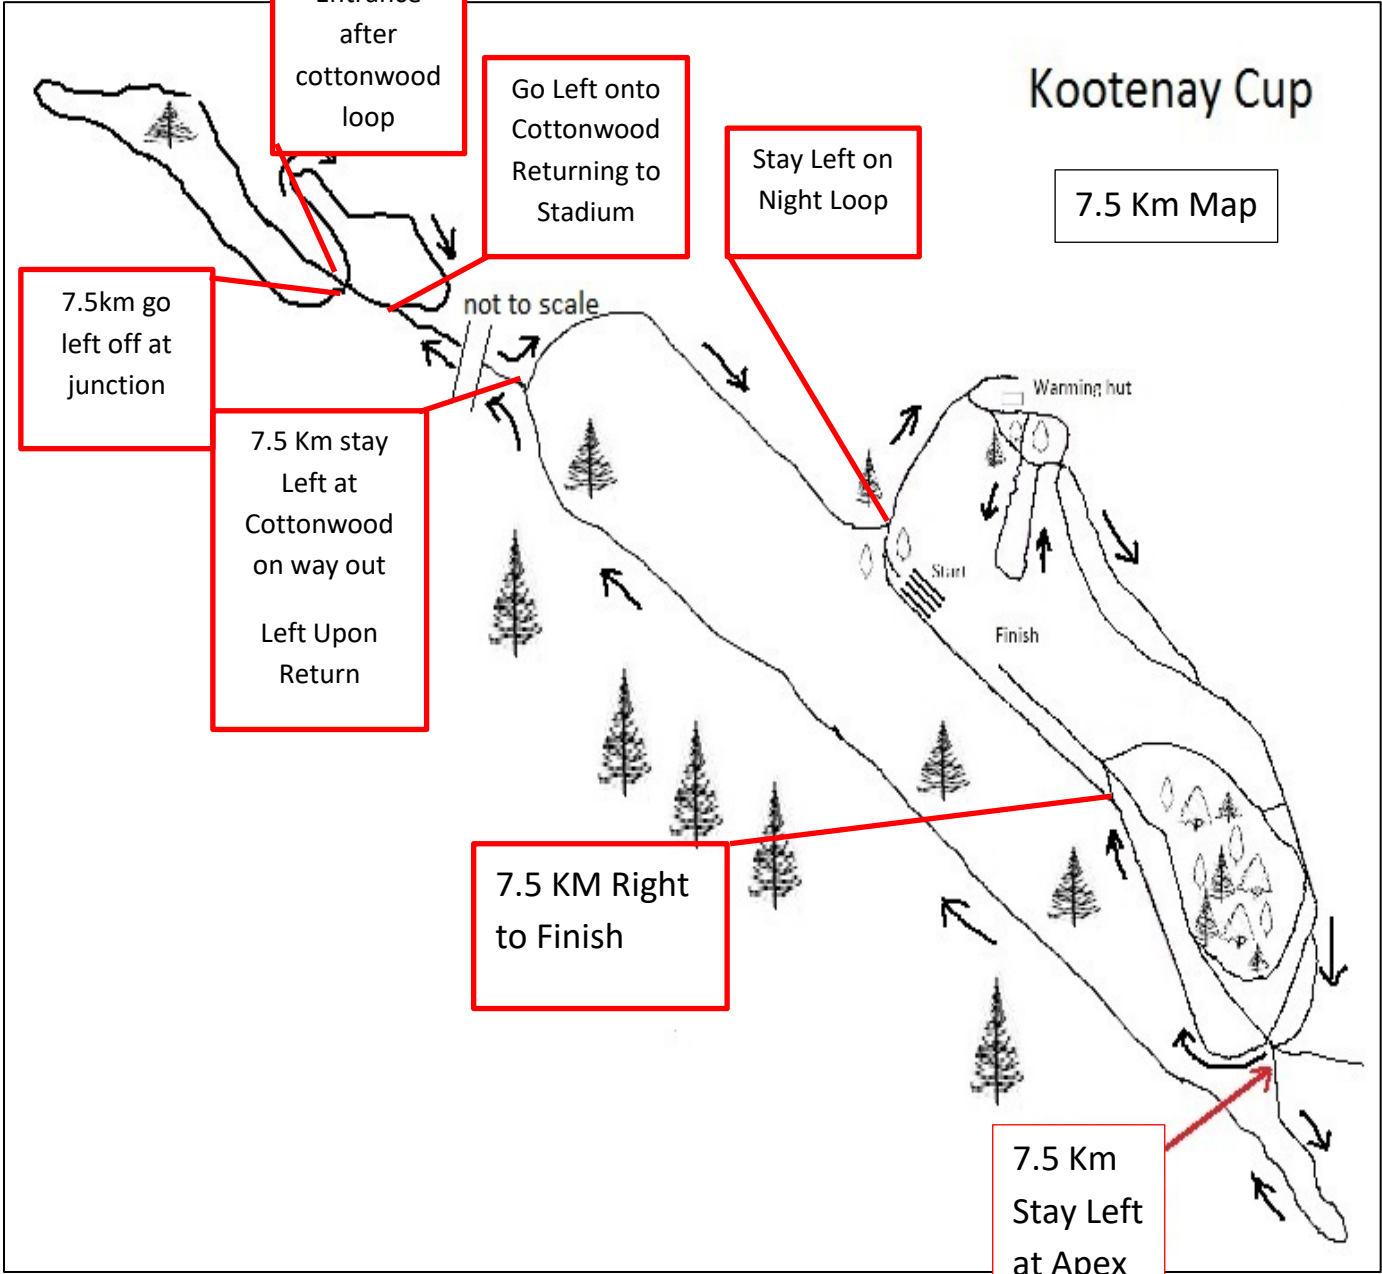 Entrance
after
cottonwood
loop
Go Left onto
Cottonwood
Returning to
Stadium
Kootenay Cup
Stay Left on
Night Loop
7.5 Km Map
7.5km go
left off at
junction
not to scale
Warming hut
7.5 Km stay
Left at
Cottonwood
on way out
Left Upon
Return
Start
Finish
7.5 KM Right
to Finish
7.5 Km
Stay Left
at Apex